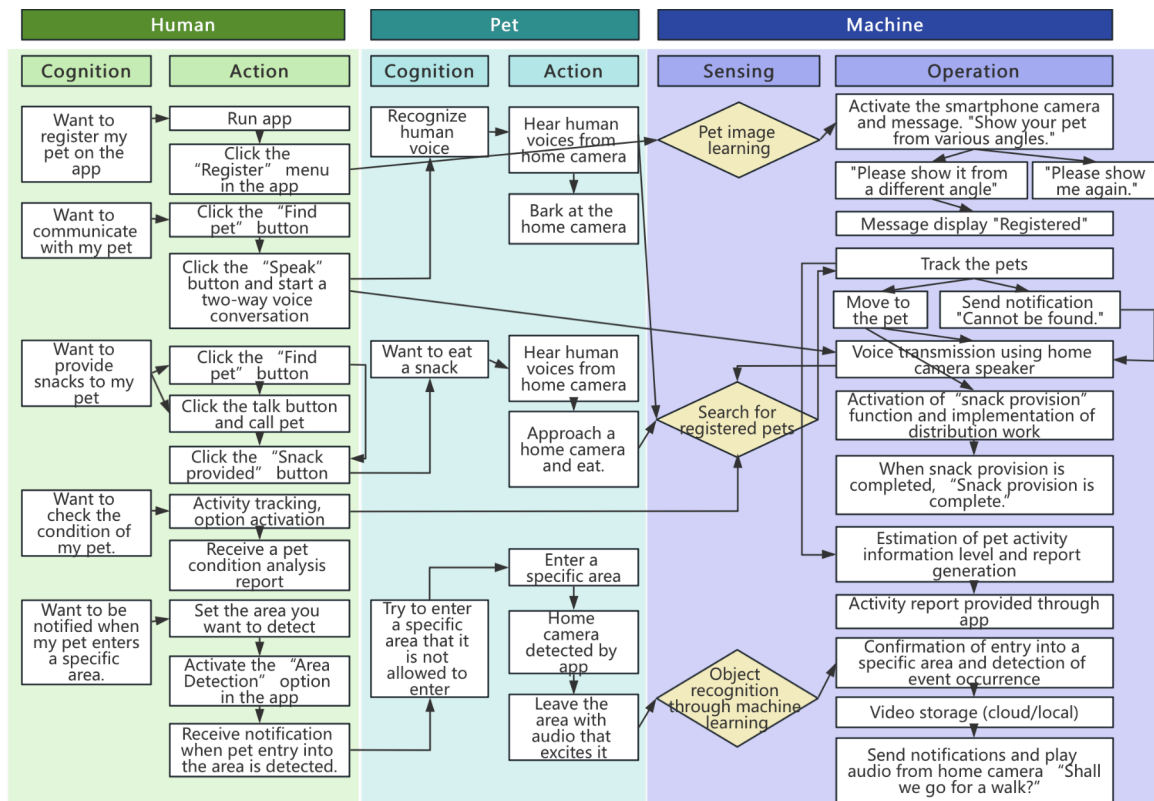 Human
Pet
Machine
Cognition
Action
Cognition
Action
Sensing
Operation
Want to
register my
pet on the
app
Run app
Click the
“Register” menu
in the app
Want to
communicate
with my pet
Click the “Find
pet” button
Click the “Speak”
button and start a
two-way voice
conversation
Want to
provide
snacks to my
pet
Click the “Find
pet” button
Click the talk button
and call pet
Click the “Snack
provided” button
Want to
check the
condition of
my pet.
Activity tracking,
option activation
Receive a pet
condition analysis
report
Want to be
notified when
my pet enters
a specific
area.
Set the area you
want to detect
Activate the “Area
Detection” option
in the app
Receive notification
when pet entry into
the area is detected.
Recognize
human
voice
Hear human
voices from
home camera
Bark at the
home camera
Want to eat
a snack
Hear human
voices from
home camera
Approach a
home camera
and eat.
Try to enter
a specific
area that it is
not allowed to
enter
Enter a
specific area
Home
camera
detected by
app
Leave the
area with
audio that
excites it
Pet image
learning
Search for
registered pets
Object
recognition
through machine
learning
Activate the smartphone camera
and message. "Show your pet
from various angles."
"Please show it from
a different angle"
"Please show
me again."
Message display "Registered"
Track the pets
Move to
the pet
Send notification
"Cannot be found."
Voice transmission using home
camera speaker
Activation of “snack provision”
function and implementation of
distribution work
When snack provision is
completed, “Snack provision is
complete.”
Estimation of pet activity
information level and report
generation
Activity report provided through
app
Confirmation of entry into a
specific area and detection of
event occurrence
Video storage (cloud/local)
Send notifications and play
audio from home camera “Shall
we go for a walk?”